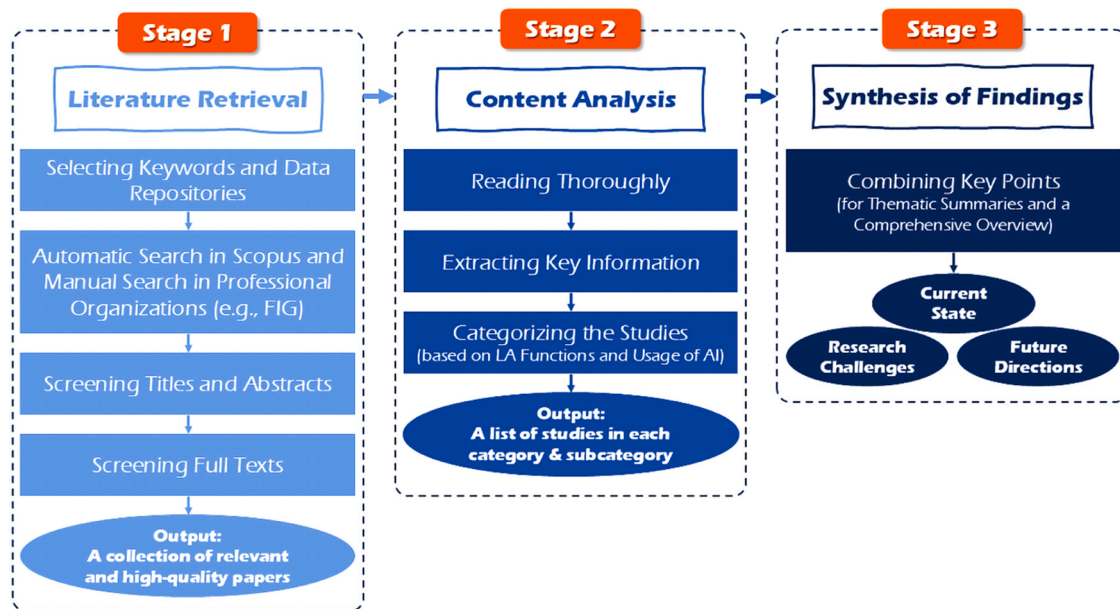 Stage 1
Literature Retrieval
Selecting Keywords and Data
Repositories
Automatic Search in Scopus and
Manual Search in Professional
Organizations (e.g., FIG)
Screening Titles and Abstracts
Screening Full Texts
Output:
A collection of relevant
and high-quality papers
Stage 2
Content Analysis
Reading Thoroughly
Extracting Key Information
Categorizing the Studies
(based on LA Functions and Usage of AI)
Output:
A list of studies in each
category & subcategory
Stage 3
Synthesis of Findings
Combining Key Points
(for Thematic Summaries and a
Comprehensive Overview)
Current
State
Research
Challenges
Future
Directions